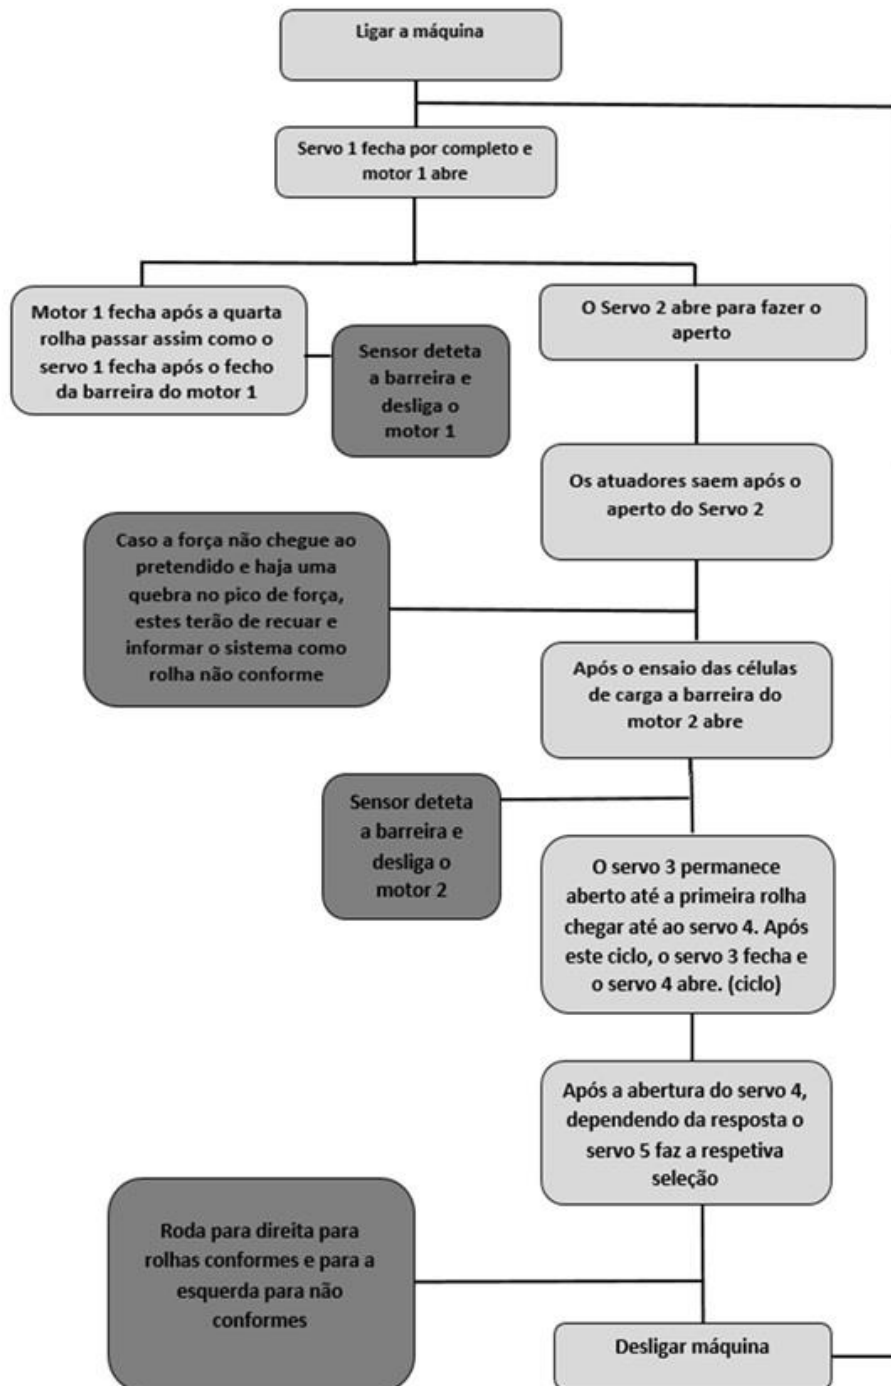 Ligar a máquina
Servo 1 fecha por completo e
motor 1 abre
Motor 1 fecha após a quarta
rolha passar assim como o
servo 1 fecha após o fecho
da barreira do motor 1
Sensor deteta
a barreira e
desliga o
motor 1
O Servo 2 abre para fazer o
aperto
Os atuadores saem após o
aperto do Servo 2
Caso a força não chegue ao
pretendido e haja uma
quebra no pico de força,
estes terão de recuar e
informar o sistema como
rolha não conforme
Após o ensaio das células
de carga a barreira do
motor 2 abre
Sensor deteta
a barreira e
desliga o
motor 2
O servo 3 permanece
aberto até a primeira rolha
chegar até ao servo 4. Após
este ciclo, o servo 3 fecha e
o servo 4 abre. (ciclo)
Após a abertura do servo 4,
dependendo da resposta o
servo 5 faz a respetiva
seleção
Roda para direita para
rolhas conformes e para a
esquerda para não
conformes
Desligar máquina